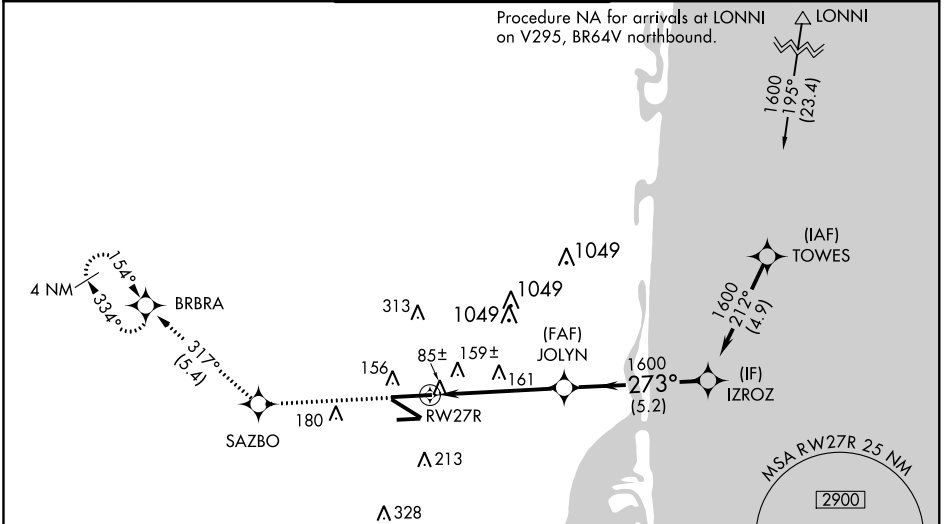 Procedure NA for arrivals at LONNI
on V295, BR64V northbound.
LONNI
1600
195°
(23.4)
(IAF)
TOWES
1600
212°
(4.9)
1049
1049
1049
313
4 NM
154°
334°
BRBRA
317°
(5.4)
(FAF)
JOLYN
1600
273°
(5.2)
(IF)
IZROZ
85±
159±
156
161
180
RW27R
SAZBO
213
328
MSA RW27R 25 NM
2900